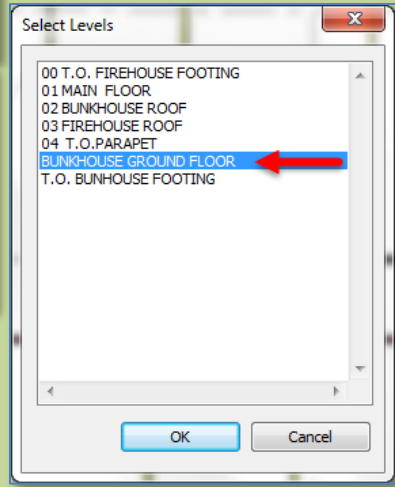 Select Levels
00 T.O. FIREHOUSE FOOTING
01 MAIN  FLOOR
02 BUNKHOUSE ROOF
03 FIREHOUSE ROOF
04  T.O.PARAPET
BUNKHOUSE GROUND FLOOR
T.O. BUNHOUSE FOOTING
OK
Cancel